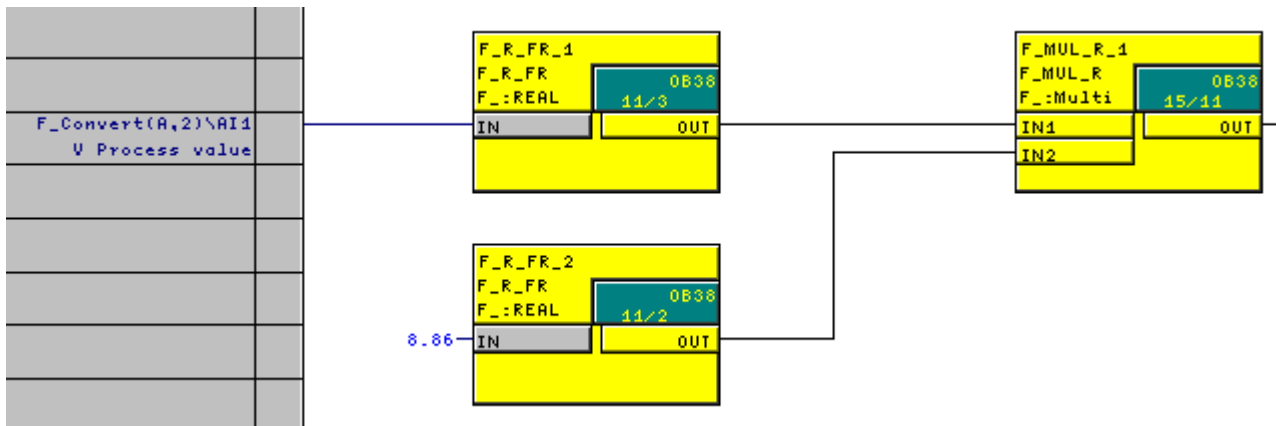 F_Convert(A,2)\AI1
V Process value
F_R_FR_1
F_R_FR
F_:REAL
OB38
11/3
IN
OUT
F_R_FR_2
F_R_FR
F_:REAL
OB38
11/2
8.86
IN
OUT
F_MUL_R_1
F_MUL_R
F_:Multi
OB38
15/11
IN1
OUT
IN2